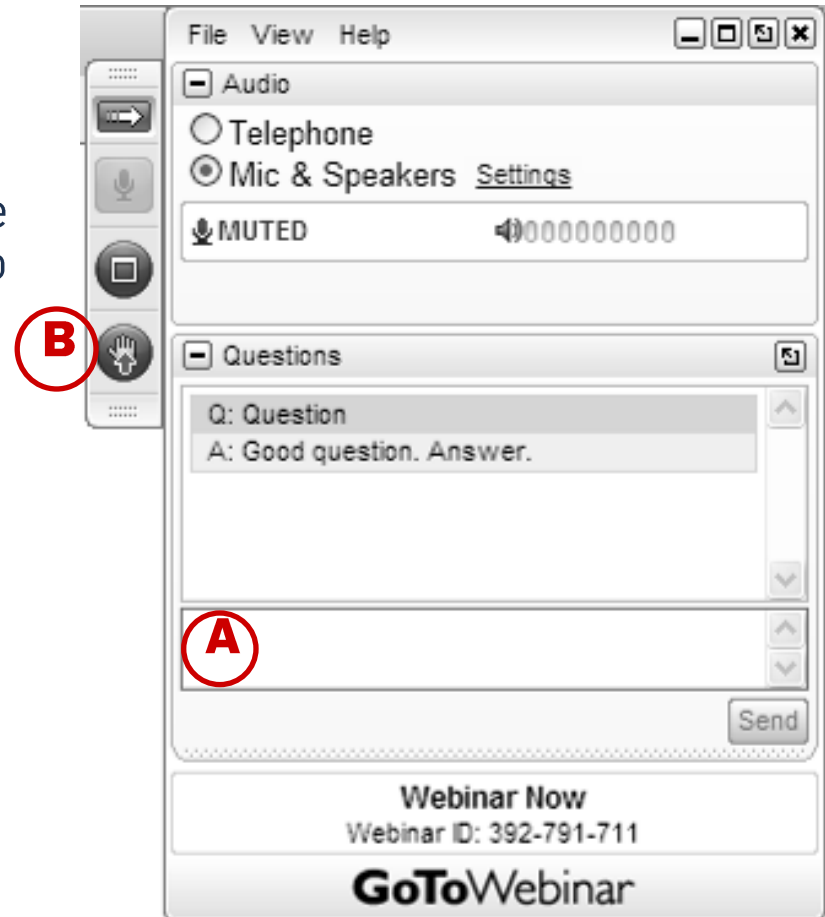 File View Help
Audio
Telephone
Mic & Speakers Settings
MUTED 000000000
e
B
Questions
Q: Question
A: Good question. Answer.
A
Send
Webinar Now
Webinar ID: 392-791-711
GoToWebinar